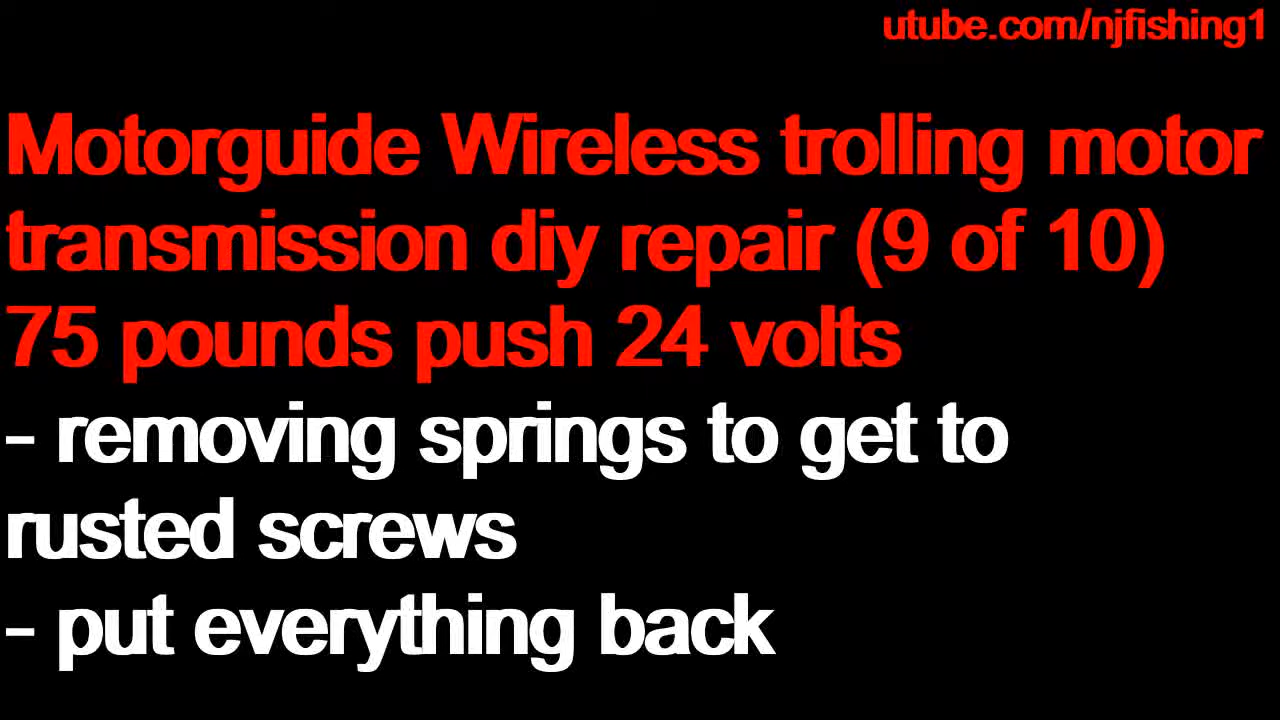 utube.com/njfishing1
Motorguide Wireless trolling motor
transmission diy repair (9 of 10)
75 pounds push 24 volts
- removing springs to get to
rusted screws
- put everything back